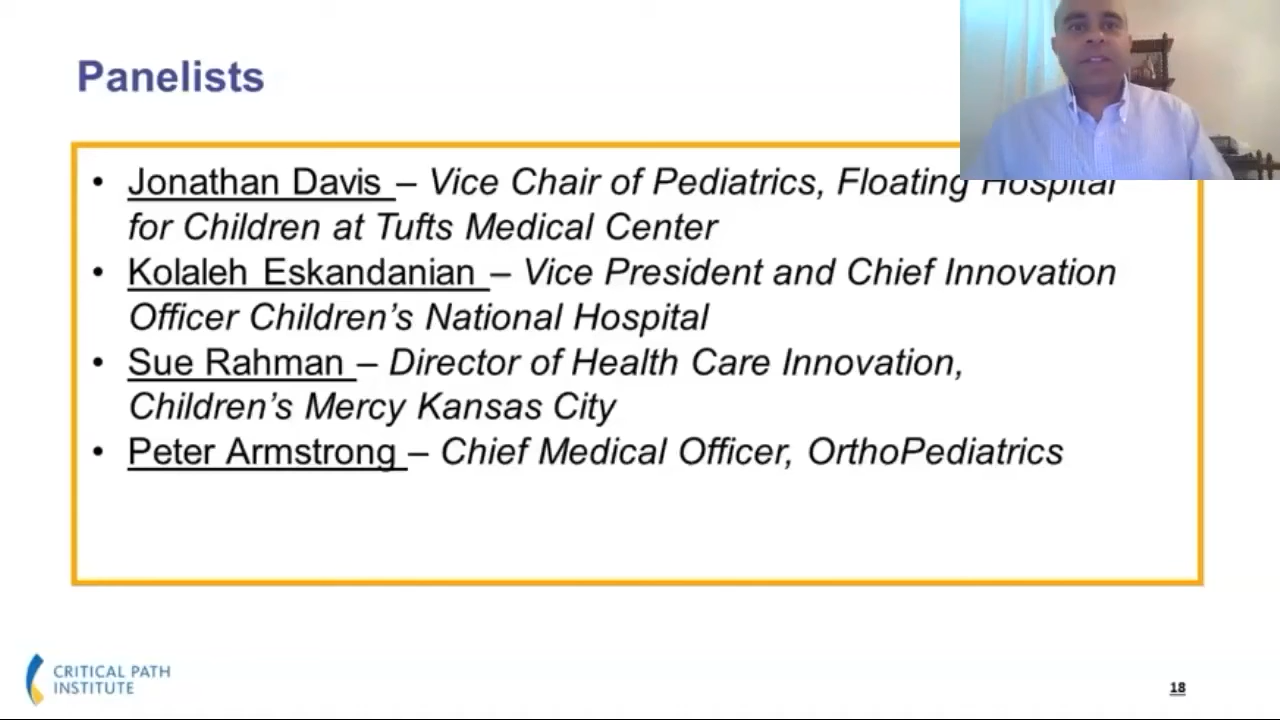 Panelists
• Jonathan Davis – Vice Chair of Pediatrics, Floating Hospital
for Children at Tufts Medical Center
• Kolaleh Eskandanian – Vice President and Chief Innovation
Officer Children's National Hospital
• Sue Rahman – Director of Health Care Innovation,
Children's Mercy Kansas City
• Peter Armstrong – Chief Medical Officer, OrthoPediatrics
CRITICAL PATH
INSTITUTE
18